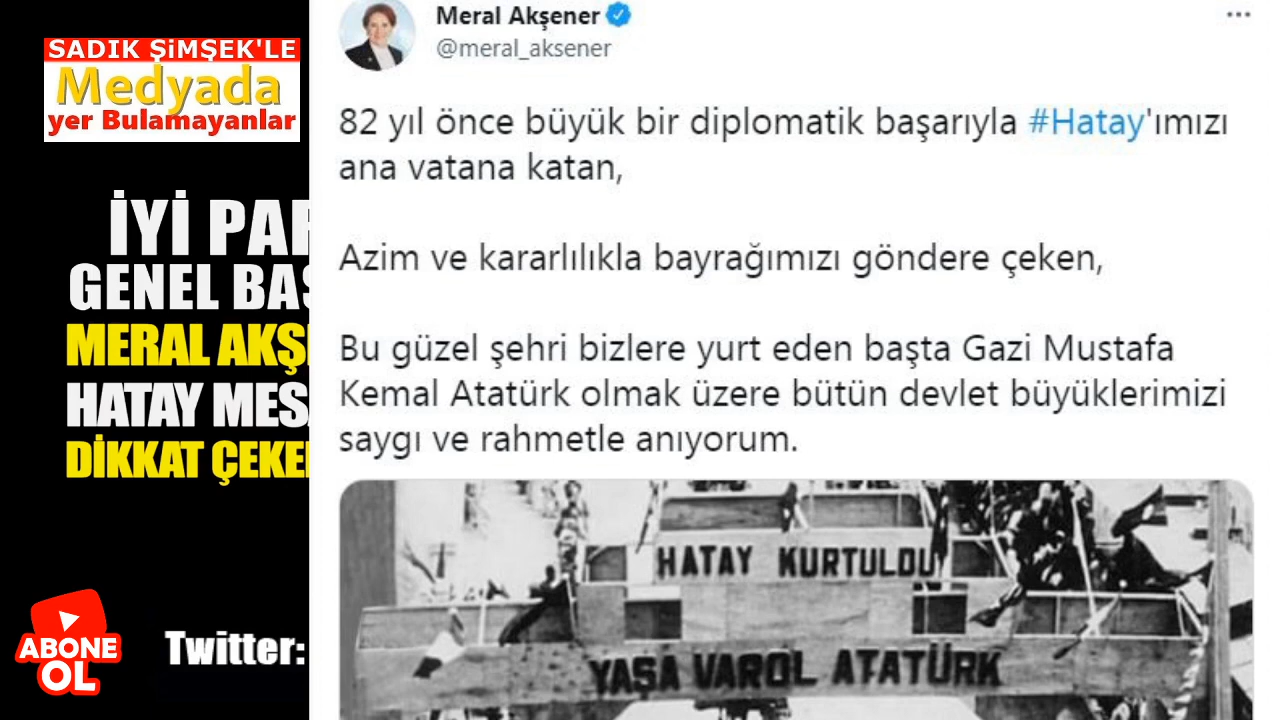 SADIK ŞiMŞEK'LE
Medyada
yer Bulamayanlar
İYİ PAR
GENEL BAŞ
MERAL AKŞ
HATAY MES
DİKKAT ÇEKE
ABONE
OL
Twitter:
Meral Akşener
@meral_aksener
82 yıl önce büyük bir diplomatik başarıyla #Hatay'ımızı
ana vatana katan,
Azim ve kararlılıkla bayrağımızı göndere çeken,
Bu güzel şehri bizlere yurt eden başta Gazi Mustafa
Kemal Atatürk olmak üzere bütün devlet büyüklerimizi
saygı ve rahmetle anıyorum.
HATAY KURTULDU
YAŞA VAROL ATATÜRK